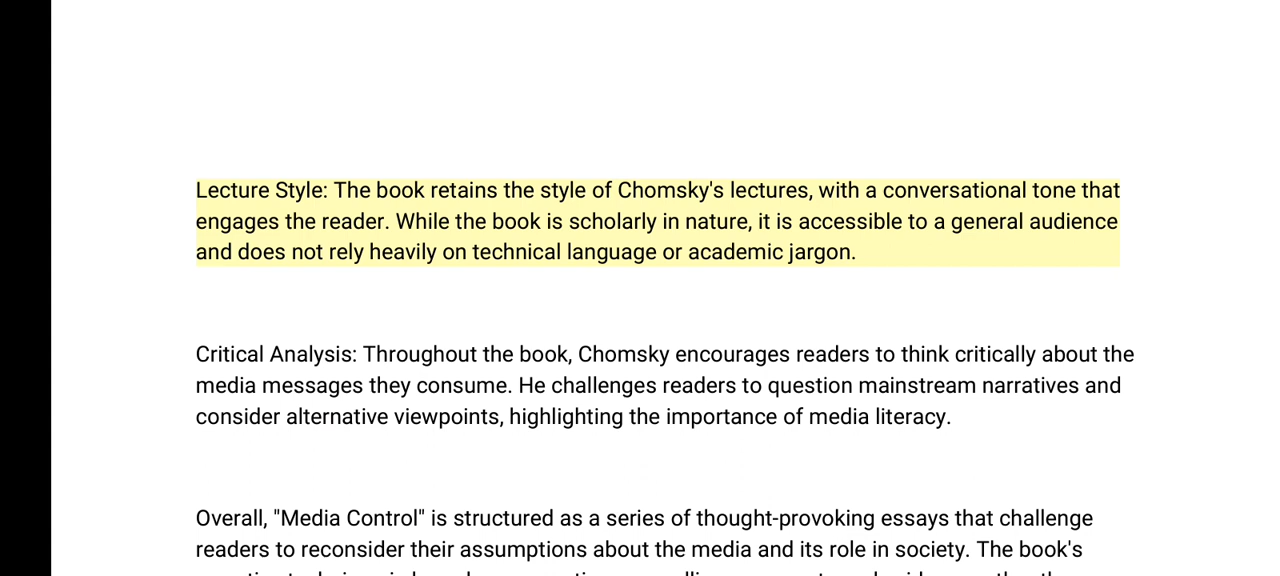 Lecture Style: The book retains the style of Chomsky's lectures, with a conversational tone that
engages the reader. While the book is scholarly in nature, it is accessible to a general audience
and does not rely heavily on technical language or academic jargon.
Critical Analysis: Throughout the book, Chomsky encourages readers to think critically about the
media messages they consume. He challenges readers to question mainstream narratives and
consider alternative viewpoints, highlighting the importance of media literacy.
Overall, "Media Control" is structured as a series of thought-provoking essays that challenge
readers to reconsider their assumptions about the media and its role in society. The book's